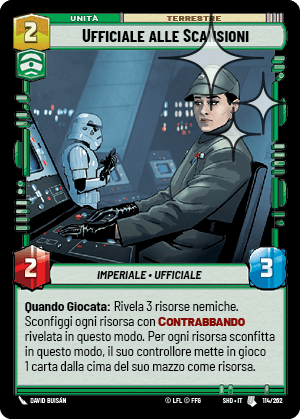 2
UNITÀ
TERRESTRE
UFFICIALE ALLE SCANSIONI
2
3
IMPERIALE • UFFICIALE
Quando Giocata: Rivela 3 risorse nemiche.
Sconfiggi ogni risorsa con CONTRABBANDO
rivelata in questo modo. Per ogni risorsa sconfitta
in questo modo, il suo controllore mette in gioco
1 carta dalla cima del suo mazzo come risorsa.
DAVID BUISÁN
© LFL © FFG
SHD • IT
114/262